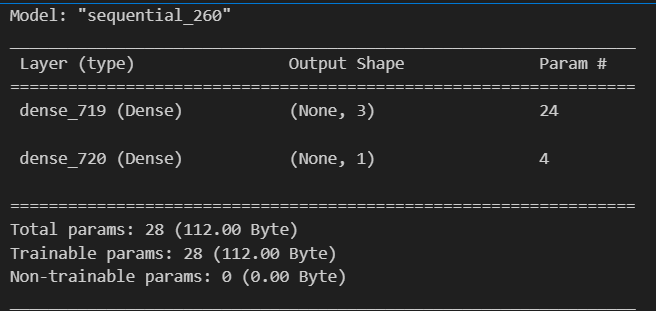 Model: "sequential_260"
Layer (type) Output Shape Param #
dense_719 (Dense) (None, 3) 24
dense_720 (Dense) (None, 1) 4
Total params: 28 (112.00 Byte)
Trainable params: 28 (112.00 Byte)
Non-trainable params: 0 (0.00 Byte)